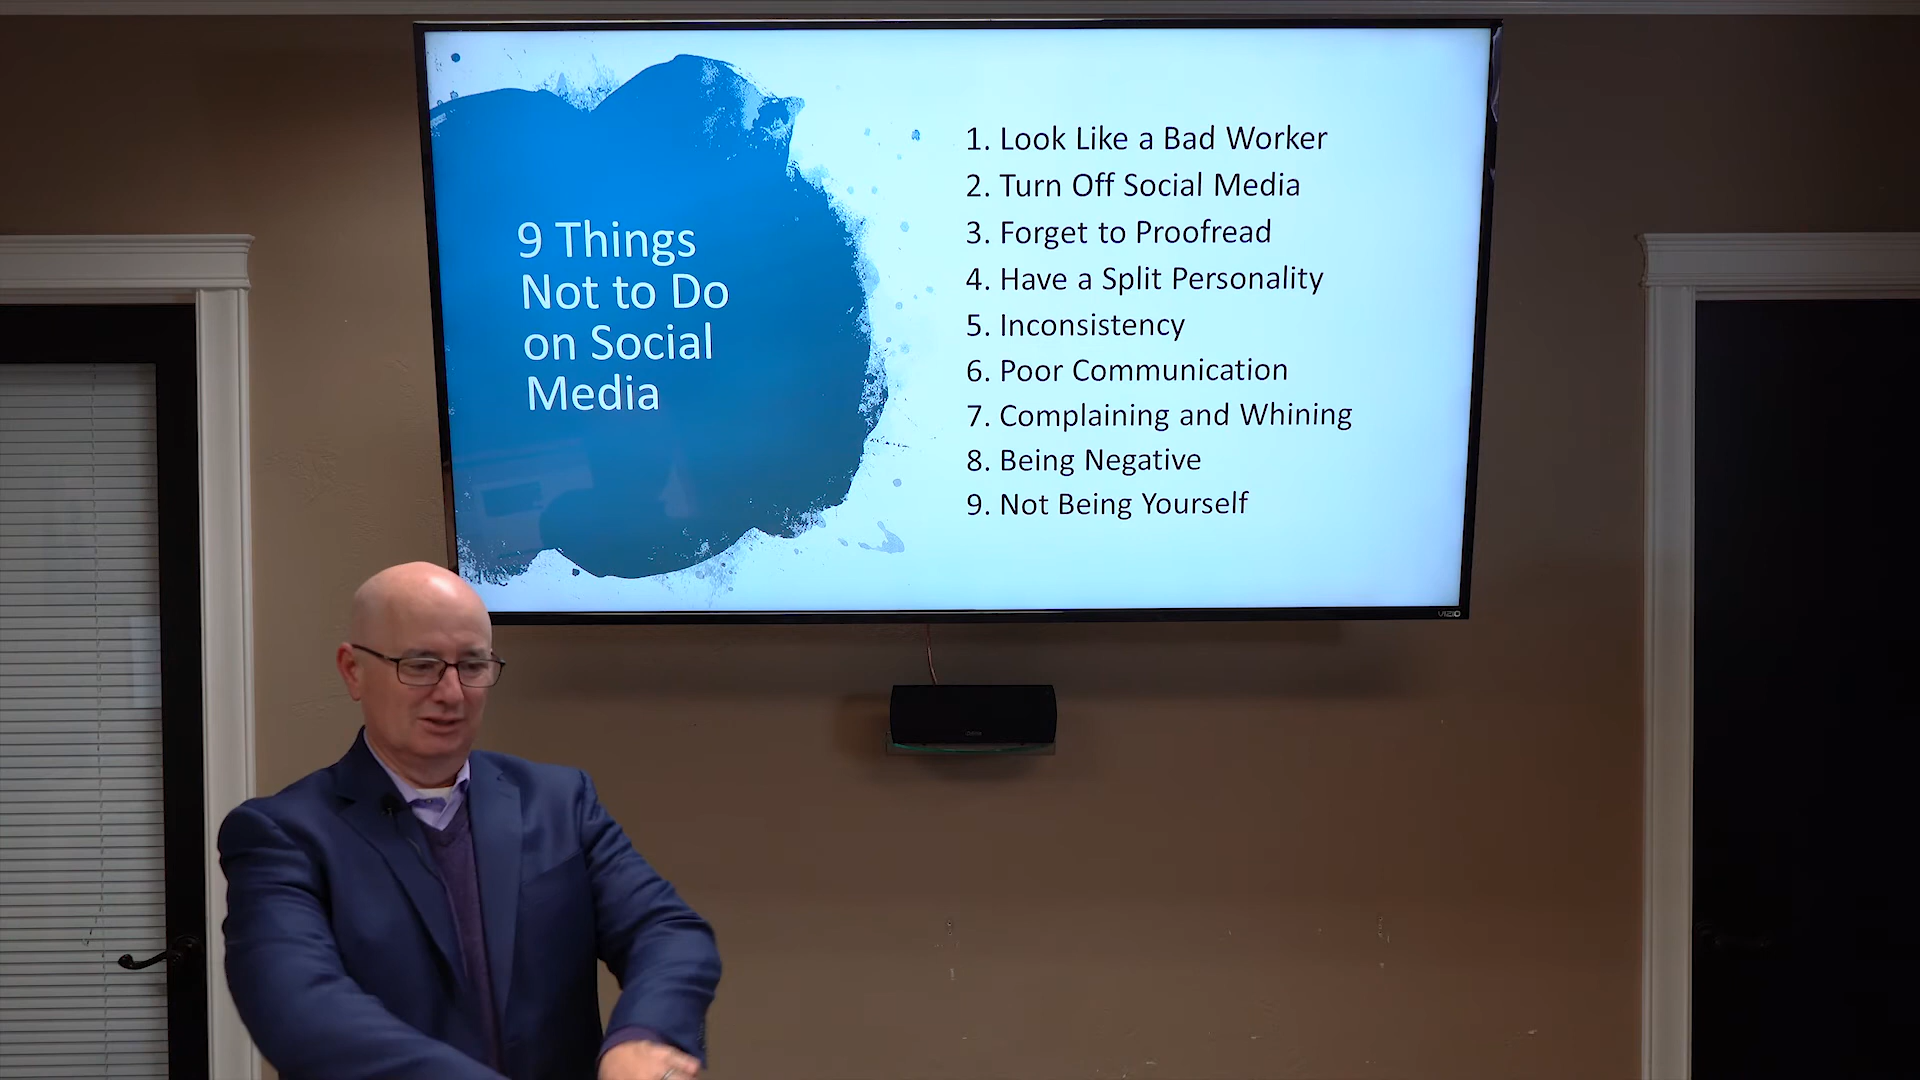 9 Things
Not to Do
on Social
Media
1. Look Like a Bad Worker
2. Turn Off Social Media
3. Forget to Proofread
4. Have a Split Personality
5. Inconsistency
6. Poor Communication
7. Complaining and Whining
8. Being Negative
9. Not Being Yourself
VIZIO